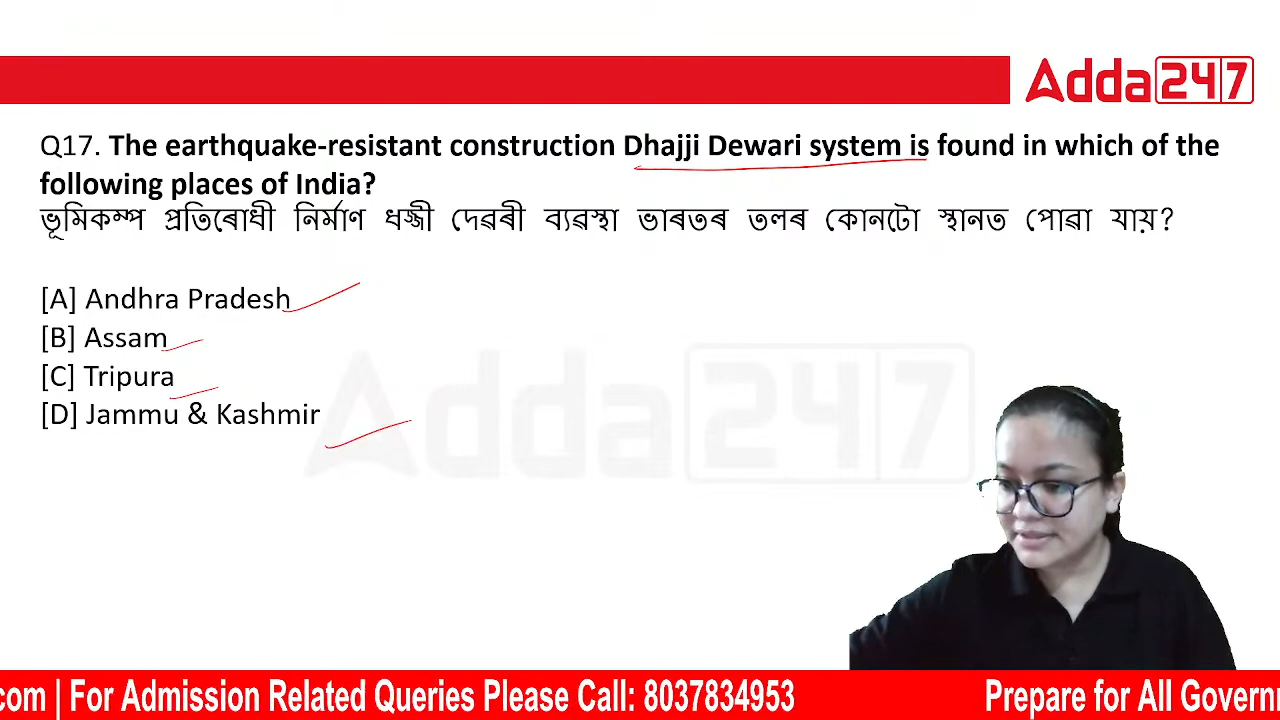 Adda247
Q17. The earthquake-resistant construction Dhajji Dewari system is found in which of the
following places of India?
ভূমিকম্প প্ৰতিৰোধী নিৰ্মাণ ধজ্জী দেৱৰী ব্যৱস্থা ভাৰতৰ তলৰ কোনটো স্থানত পোৱা যায়?
[A] Andhra Pradesh
[B] Assam
[C] Tripura
[D] Jammu & Kashmir
Adda247
.com | For Admission Related Queries Please Call: 8037834953 Prepare for All Govern